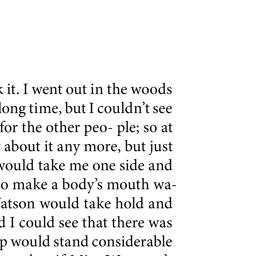 it. I went out in the woods
long time, but I couldn't see
for the other peo- ple; so at
about it any more, but just
would take me one side and
to make a body's mouth wa-
Watson would take hold and
I could see that there was
would stand considerable